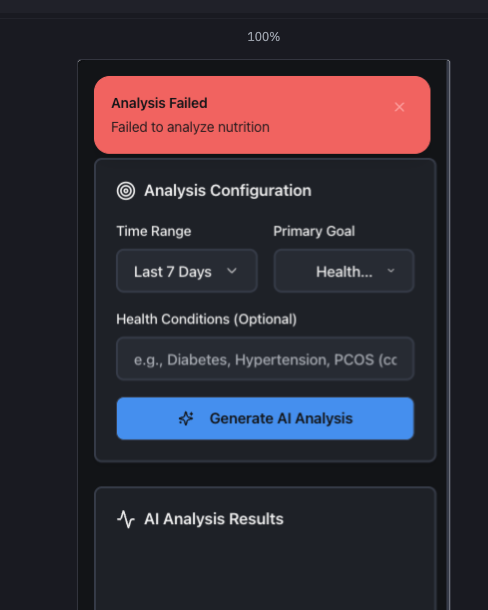 100%
Analysis Failed
Failed to analyze nutrition
Analysis Configuration
Time Range
Primary Goal
Last 7 Days
Health...
Health Conditions (Optional)
e.g., Diabetes, Hypertension, PCOS (cc
Generate AI Analysis
AI Analysis Results